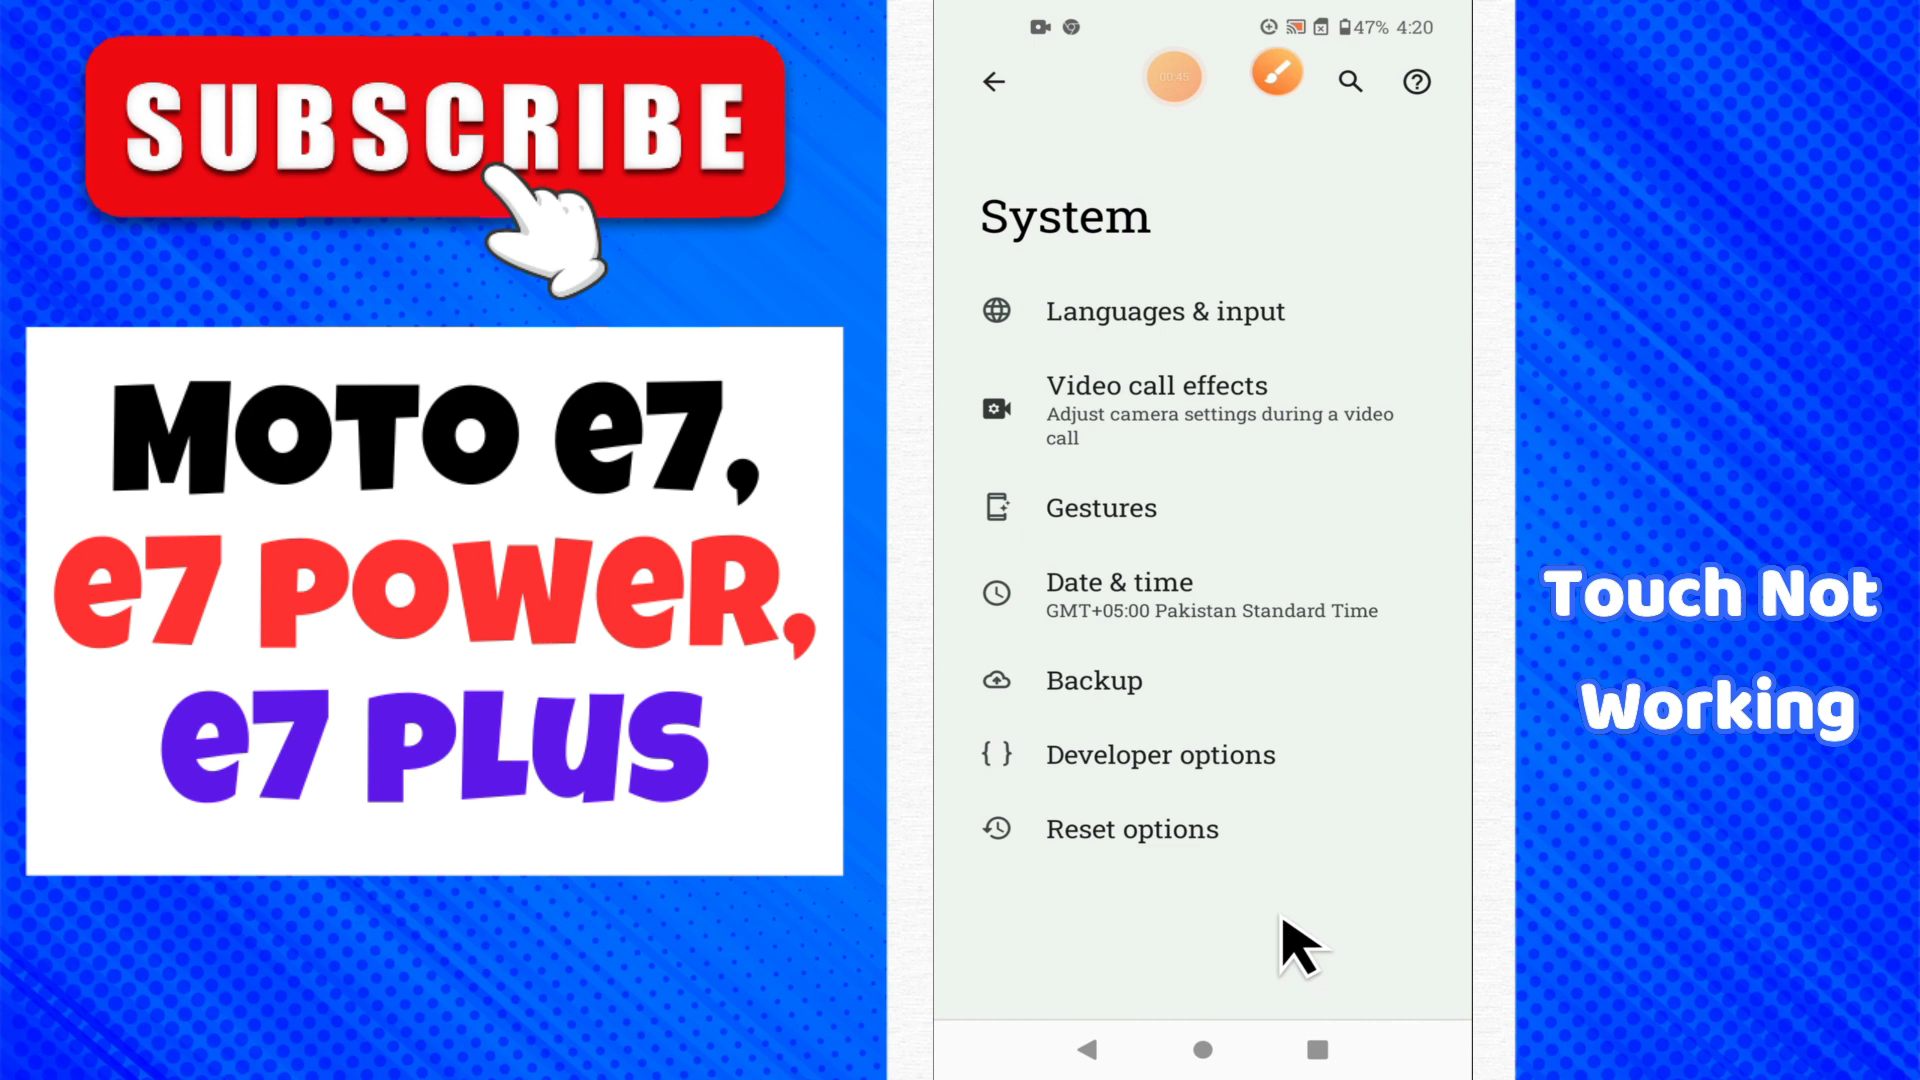 SUBSCRIBE
MOTO e7,
e7 POWER,
e7 PLUS
47% 4:20
00:45
System
Languages & input
Video call effects
Adjust camera settings during a video
call
Gestures
Date & time
GMT+05:00 Pakistan Standard Time
Backup
Developer options
Reset options
Touch Not
Working